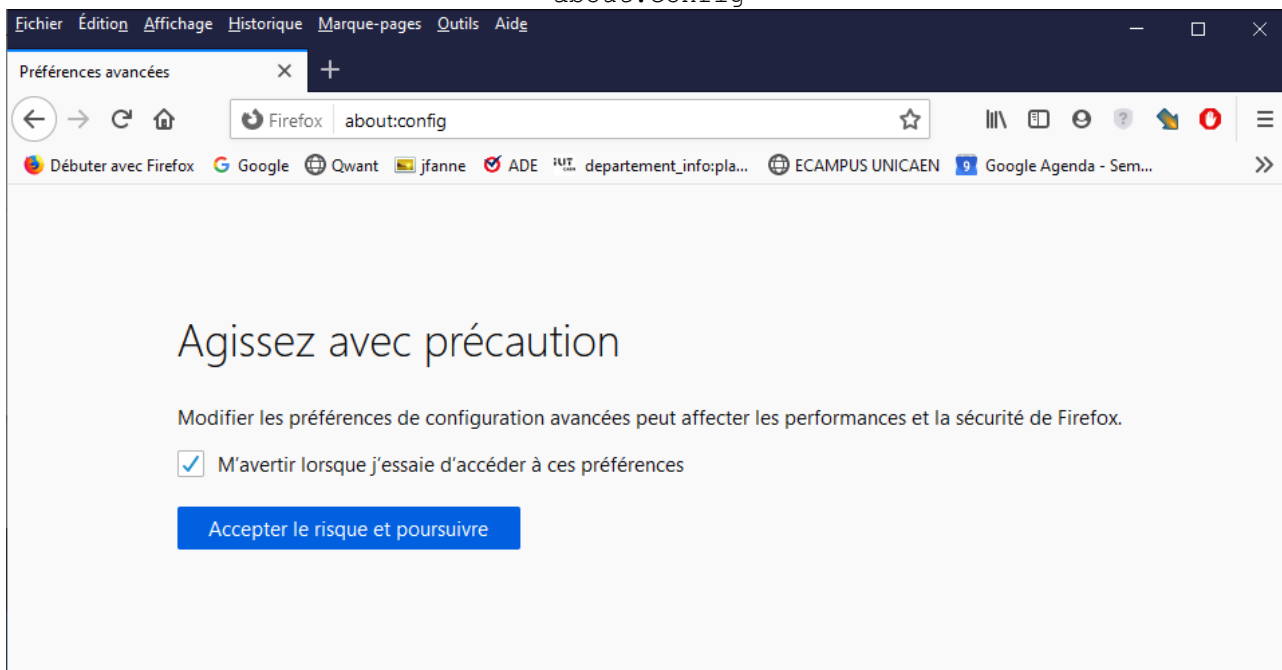 about:config
Fichier Édition Affichage Historique Marque-pages Outils Aide
Préférences avancées
Firefox about:config
Débuter avec Firefox Google Qwant jfanne ADE departement_info:pla... ECAMPUS UNICAEN 9 Google Agenda - Sem...
Agissez avec précaution
Modifier les préférences de configuration avancées peut affecter les performances et la sécurité de Firefox.
M’avertir lorsque j’essaie d’accéder à ces préférences
Accepter le risque et poursuivre